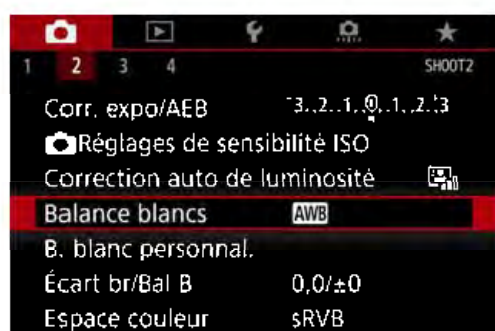 1 2 3 4 SHOOT2
Corr. expo/AEB -3..2..1..0..1..2..+3
Réglages de sensibilité ISO
Correction auto de luminosité
Balance blancs AWB
B. blanc personnal.
Écart br/Bal B 0,0/±0
Espace couleur sRVB